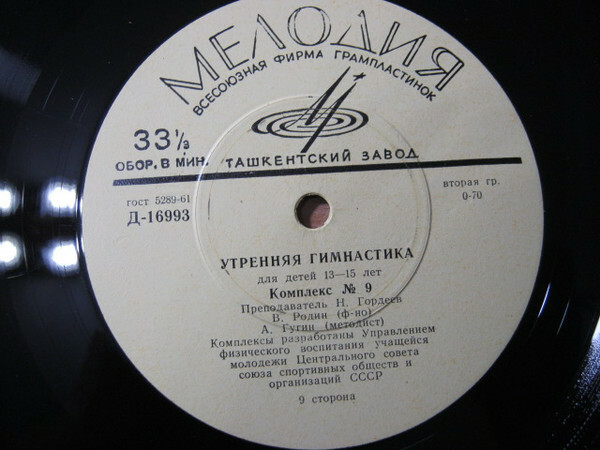 МЕЛОДИЯ
ВСЕСОЮЗНАЯ ФИРМА ГРАМПЛАСТИНОК
33⅓
ОБОР. В МИН. ТАШКЕНТСКИЙ ЗАВОД
гост 5289-61
Д-16993
вторая гр.
0-70
УТРЕННЯЯ ГИМНАСТИКА
для детей 13—15 лет
Комплекс № 9
Преподаватель Н. Гордеев
В. Родин (ф-но)
А. Гугин (методист)
Комплексы разработаны Управлением
физического воспитания учащейся
молодежи Центрального совета
союза спортивных обществ и
организаций СССР
9 сторона